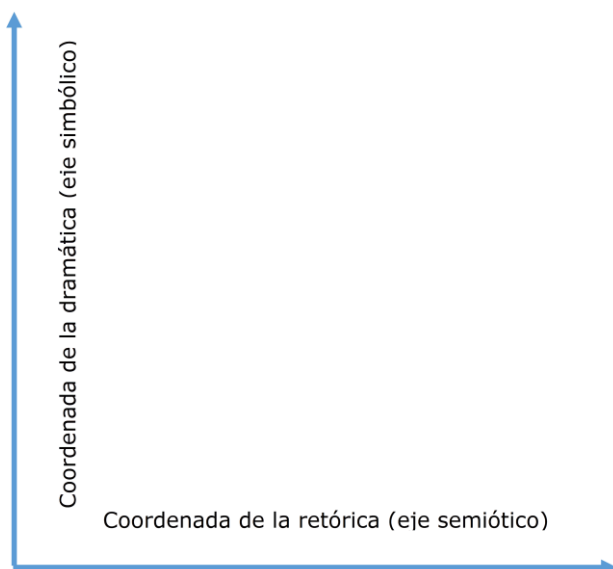 Coordenada de la dramática (eje simbólico)
Coordenada de la retórica (eje semiótico)